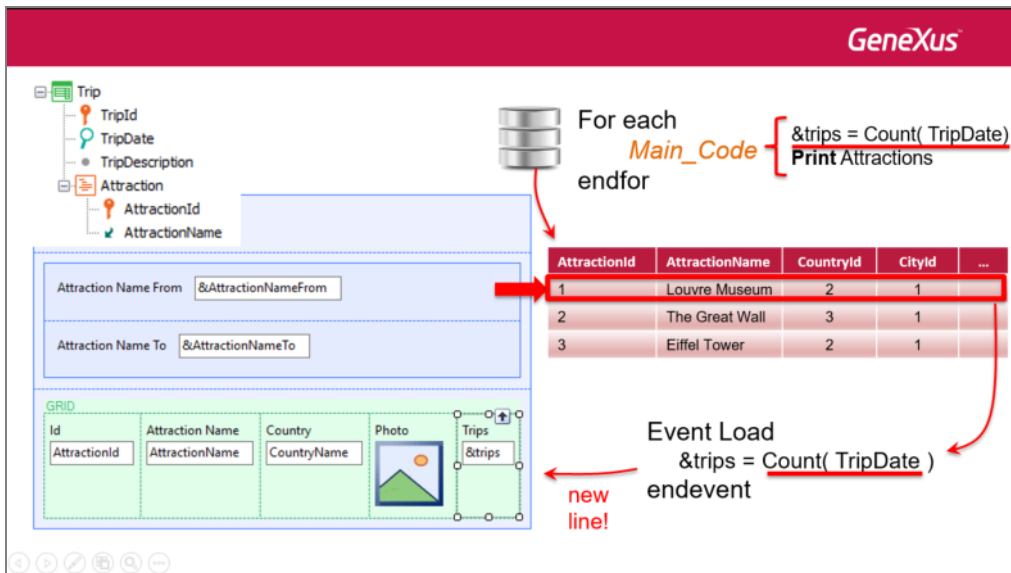 GeneXus
Trip
TripId
TripDate
TripDescription
Attraction
AttractionId
AttractionName
For each
Main_Code
endfor
&trips = Count( TripDate)
Print Attractions
Attraction Name From &AttractionNameFrom
Attraction Name To &AttractionNameTo
AttractionId AttractionName CountryId CityId ...
1 Louvre Museum 2 1
2 The Great Wall 3 1
3 Eiffel Tower 2 1
GRID
Id Attraction Name Country Photo Trips
AttractionId AttractionName CountryName &trips
Event Load
&trips = Count( TripDate )
endevent
new
line!